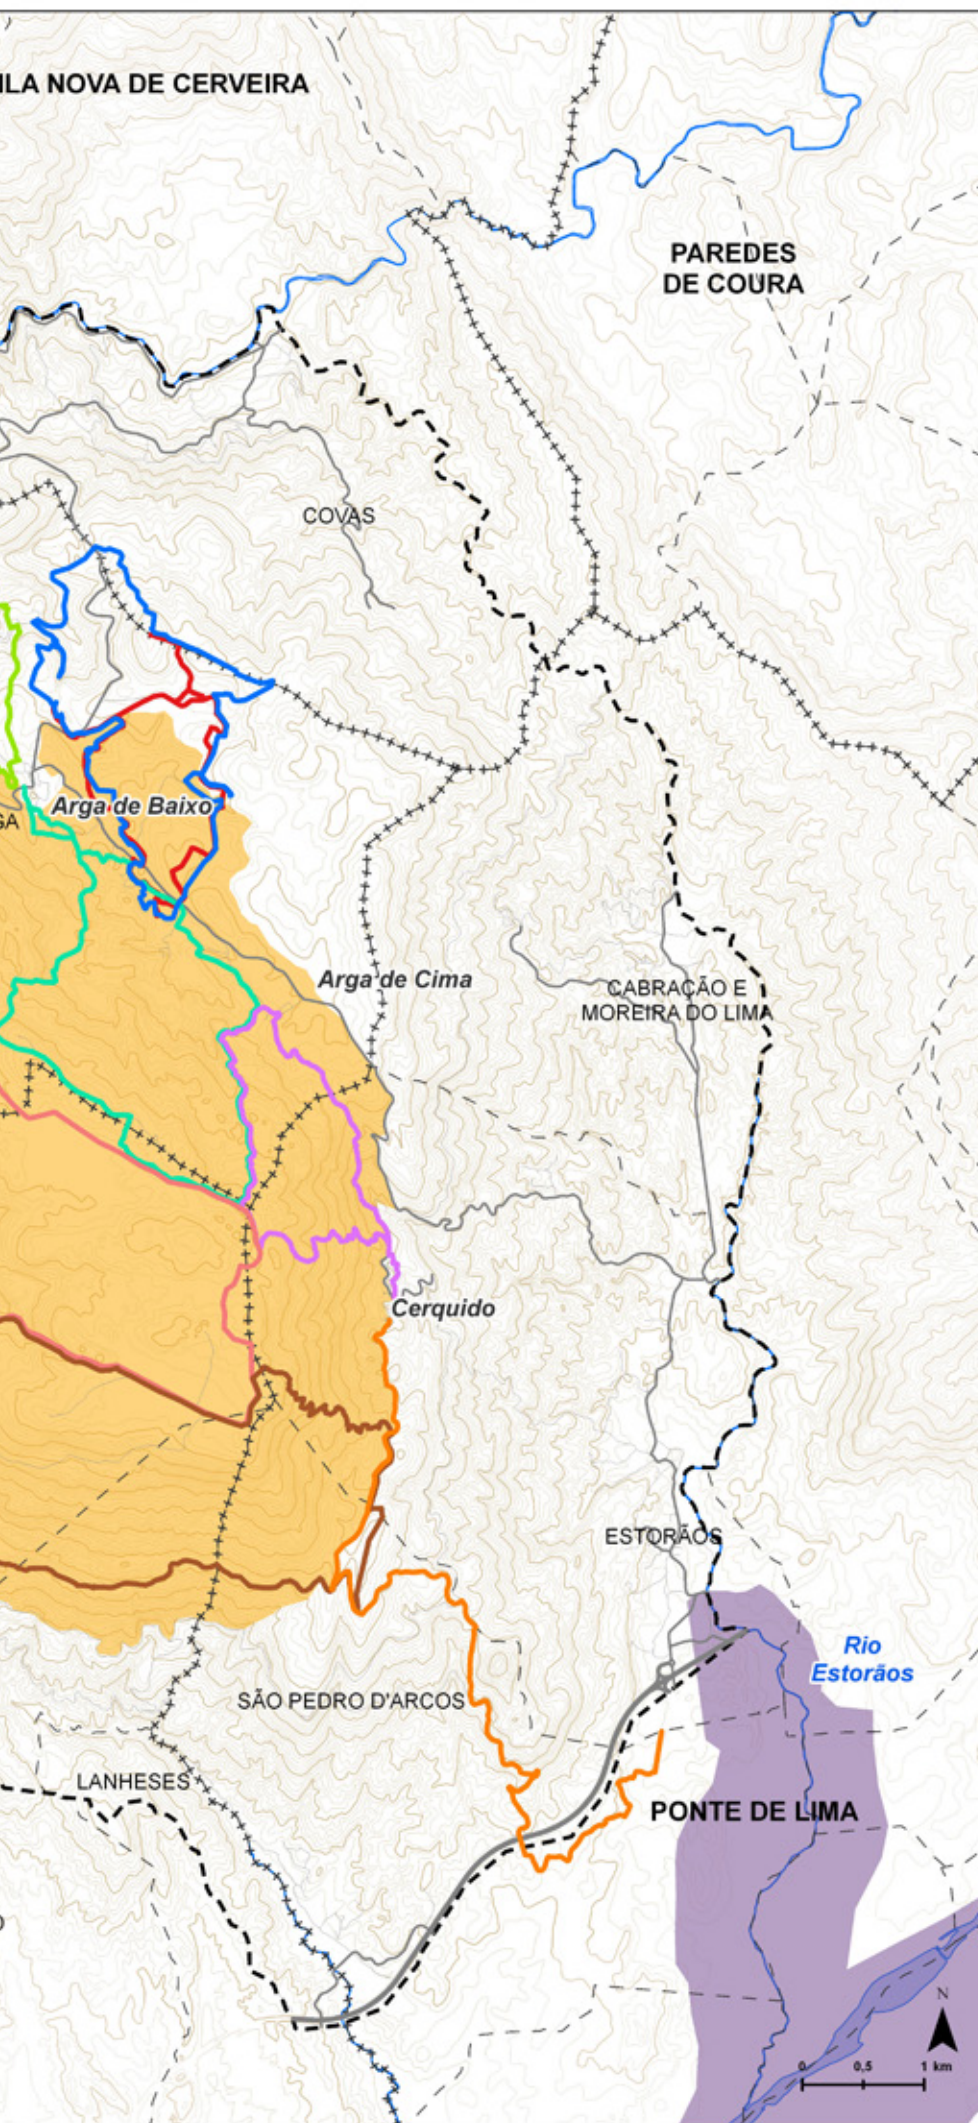 ILA NOVA DE CERVEIRA
PAREDES
DE COURA
COVAS
Arga de Baixo
GA
Arga de Cima
CABRAÇÃO E
MOREIRA DO LIMA
Cerquido
ESTORÃOS
Rio
Estorãos
SÃO PEDRO D'ARCOS
LANHESES
PONTE DE LIMA
O
N
0 0,5 1 km